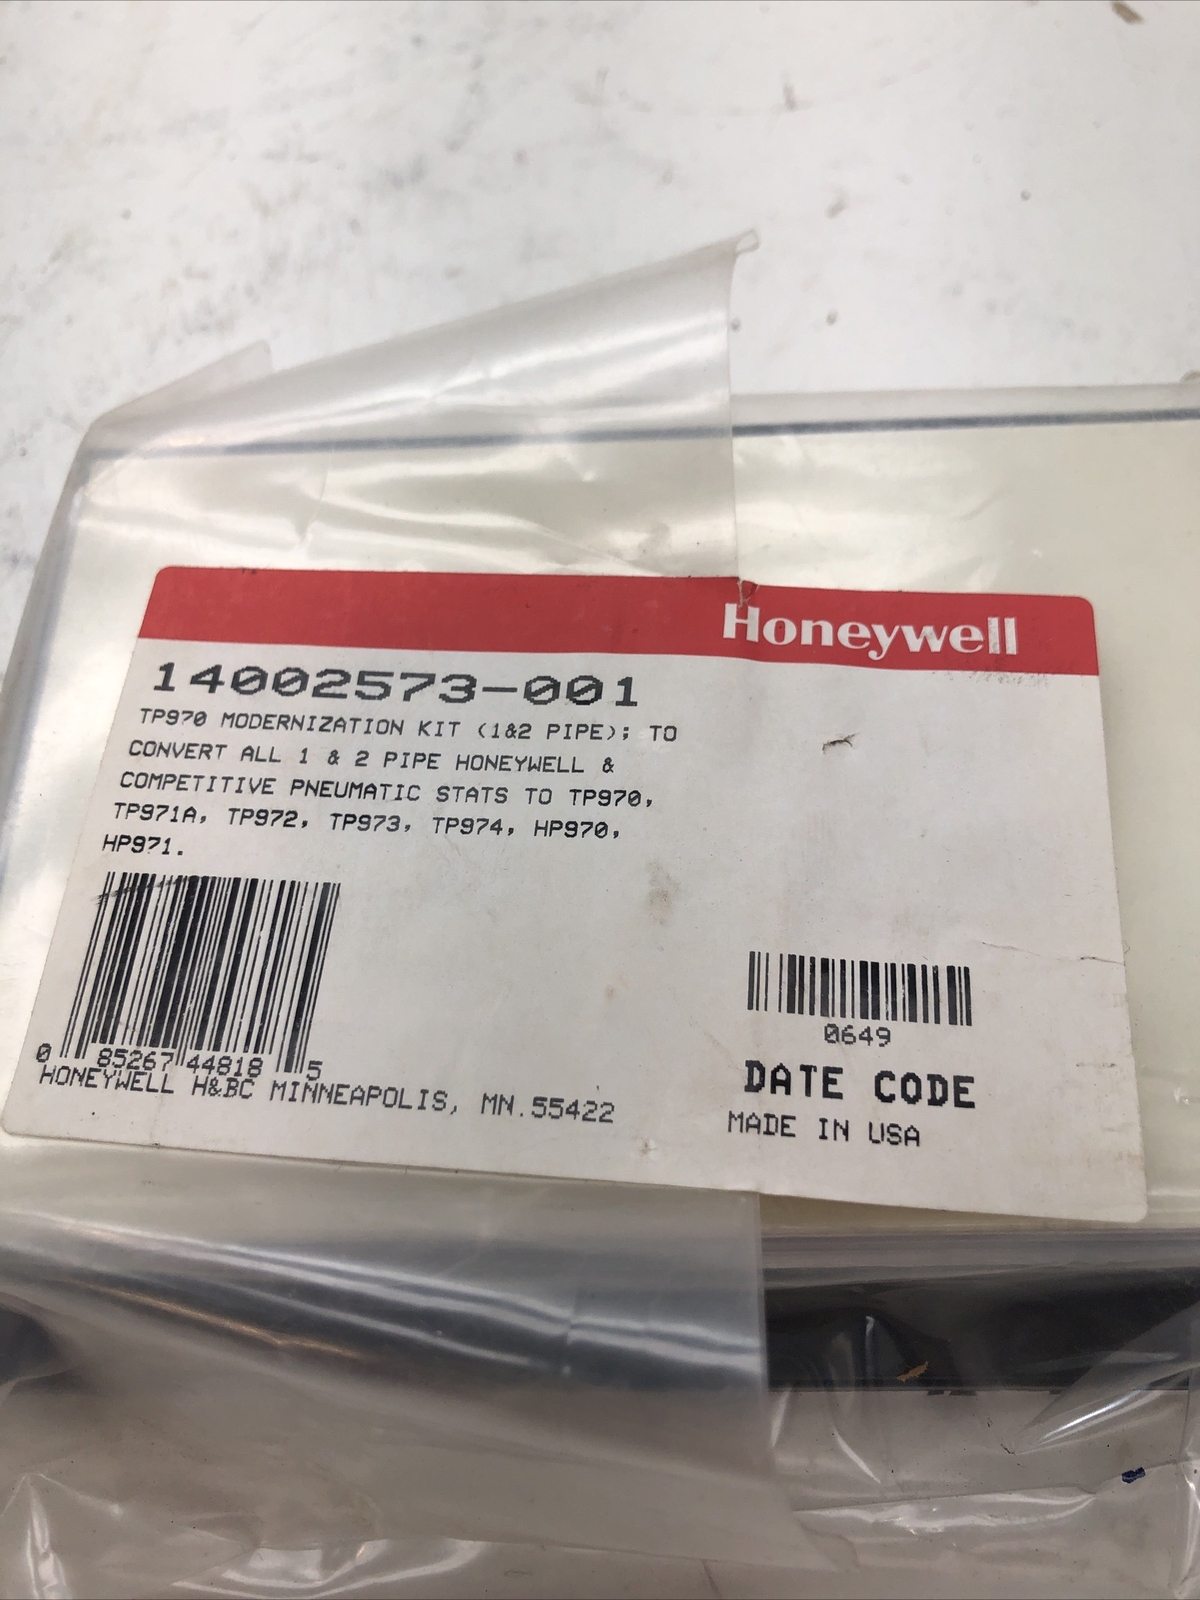 Honeywell
14002573-001
TP970 MODERNIZATION KIT (1&2 PIPE); TO
CONVERT ALL 1 & 2 PIPE HONEYWELL &
COMPETITIVE PNEUMATIC STATS TO TP970,
TP971A, TP972, TP973, TP974, HP970,
HP971.
0 85267 44818 5
HONEYWELL H&BC MINNEAPOLIS, MN.55422
0649
DATE CODE
MADE IN USA